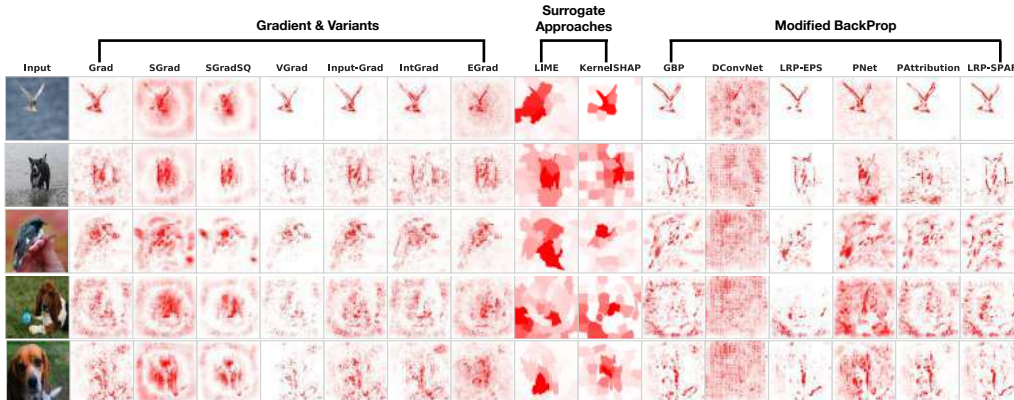 Surrogate
Gradient & Variants Approaches Modified BackProp
Input Grad SGrad SGradSQ VGrad Input-Grad IntGrad EGrad LIME KernelSHAP GBP DConvNet LRP-EPS PNet PAttribution LRP-SPAF